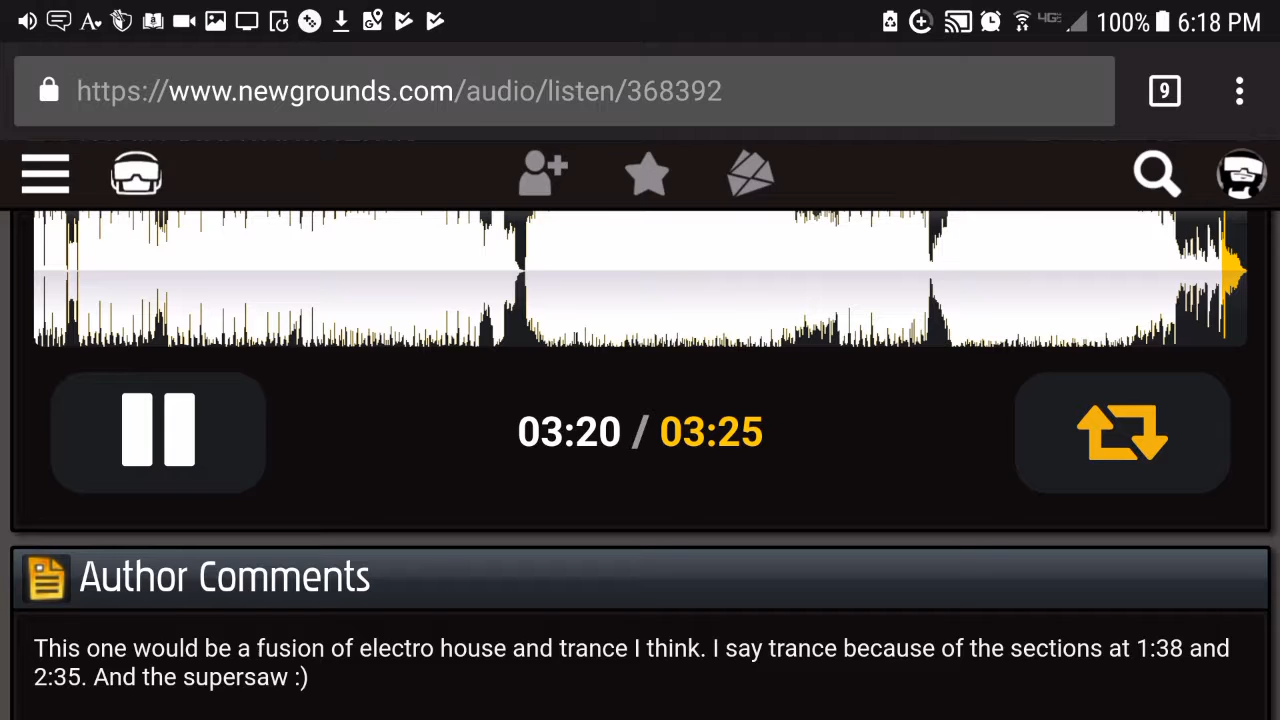 100% 6:18 PM
https://www.newgrounds.com/audio/listen/368392
9
03:20 / 03:25
Author Comments
This one would be a fusion of electro house and trance I think. I say trance because of the sections at 1:38 and
2:35. And the supersaw :)